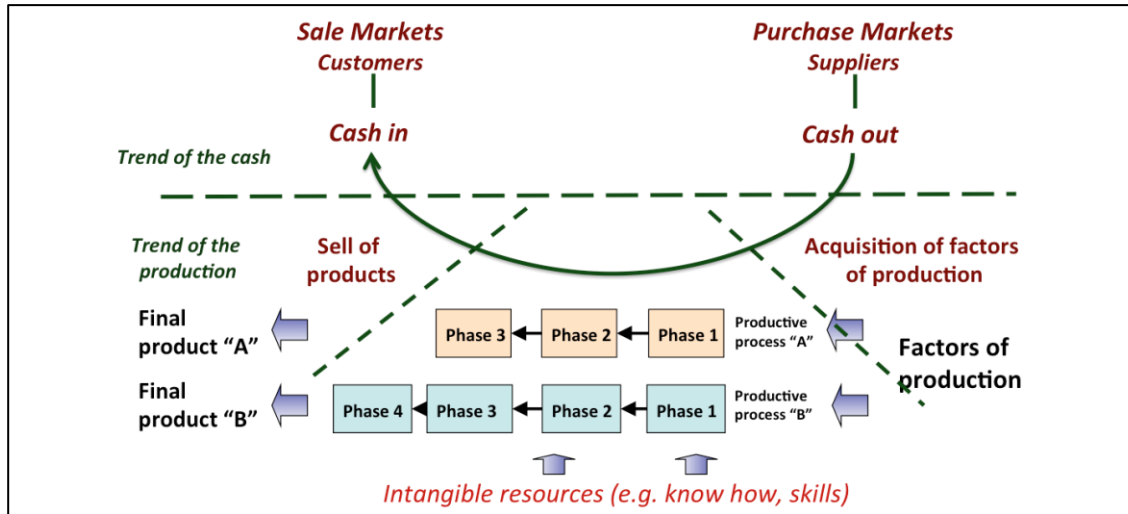 Sale Markets
Customers
Purchase Markets
Suppliers
Cash in
Cash out
Trend of the cash
Trend of the
production
Sell of
products
Acquisition of factors
of production
Final
product “A”
Phase 3
Phase 2
Phase 1
Productive
process “A”
Factors of
production
Final
product “B”
Phase 4
Phase 3
Phase 2
Phase 1
Productive
process “B”
Intangible resources (e.g. know how, skills)